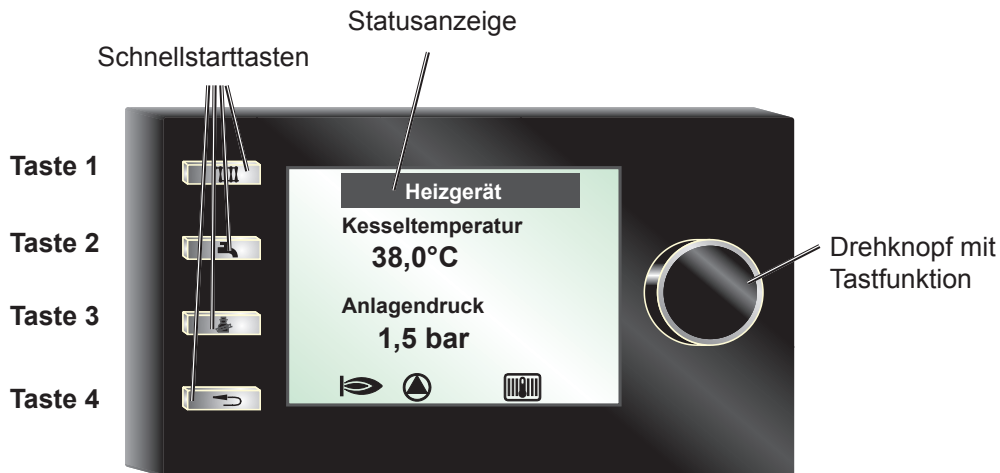 Statusanzeige
Schnellstarttasten
Taste 1
Heizgerät
Kesseltemperatur
Taste 2
38,0°C
Drehknopf mit
Tastfunktion
Anlagendruck
Taste 3
1,5 bar
Taste 4